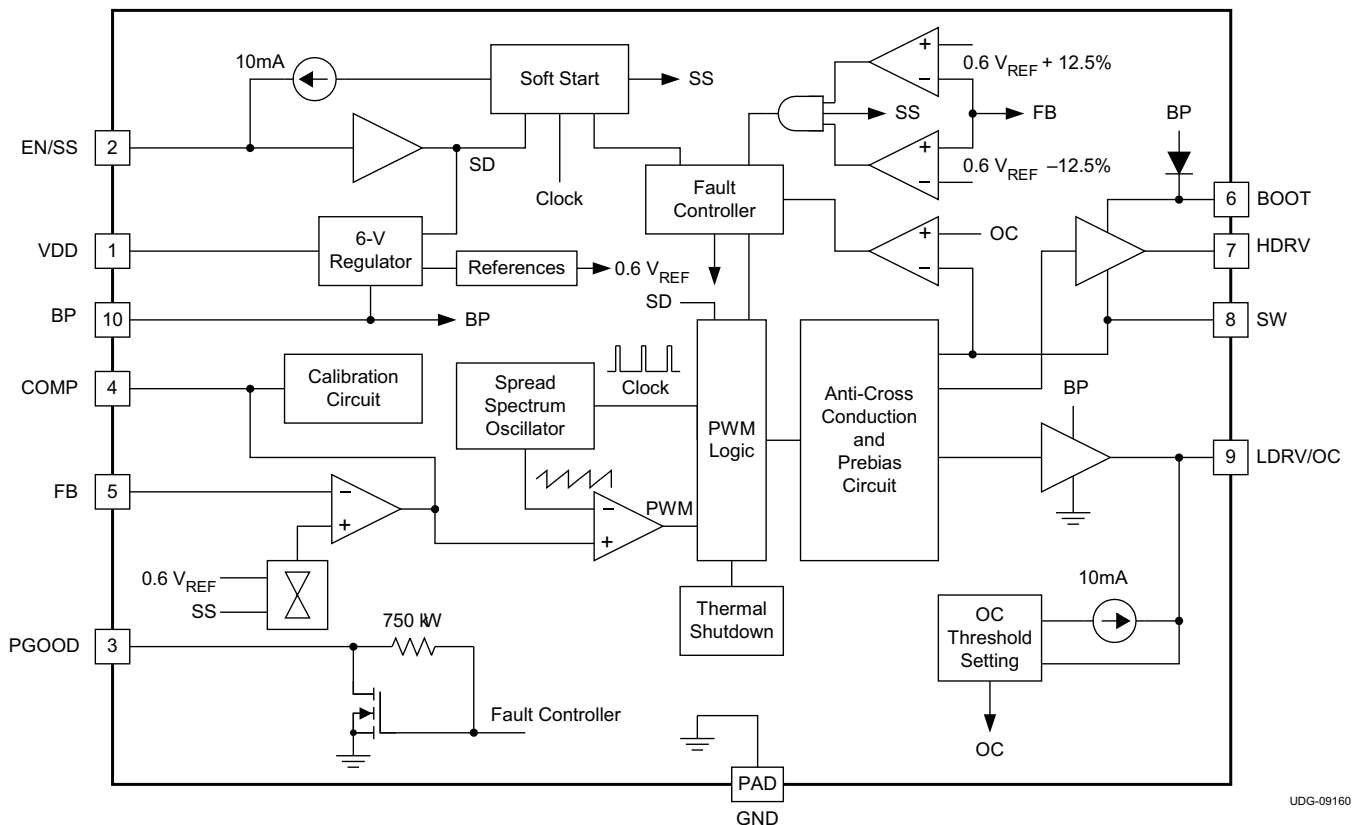 10mA
Soft Start
SS
0.6 VREF + 12.5%
SS
FB
BP
EN/SS
2
SD
0.6 VREF –12.5%
Clock
Fault
Controller
6
BOOT
VDD
1
6-V
Regulator
OC
7
HDRV
References
0.6 VREF
SD
BP
10
BP
8
SW
COMP
4
Calibration
Circuit
Clock
Spread
Spectrum
Oscillator
PWM
Logic
Anti-Cross
Conduction
and
Prebias
Circuit
BP
9
LDRV/OC
FB
5
–
+
PWM
–
+
0.6 VREF
SS
10mA
Thermal
Shutdown
OC
Threshold
Setting
750 kW
PGOOD
3
Fault Controller
OC
PAD
GND
UDG-09160